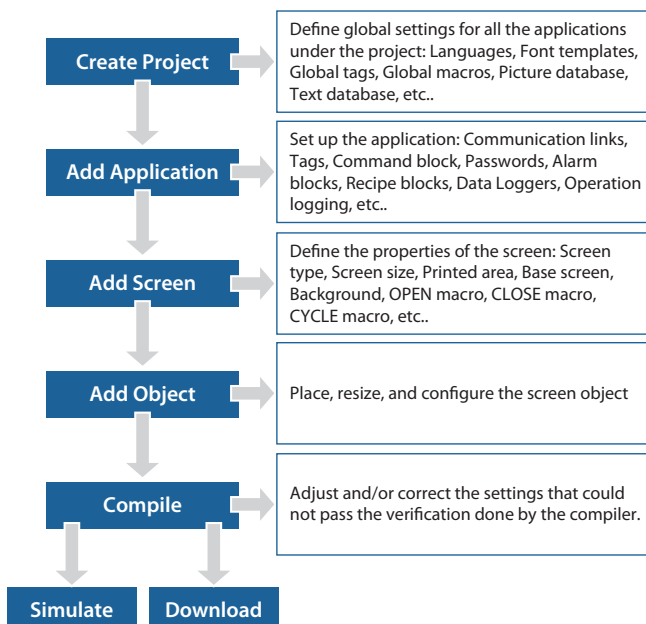 Create Project
Define global settings for all the applications
under the project: Languages, Font templates,
Global tags, Global macros, Picture database,
Text database, etc..
Add Application
Set up the application: Communication links,
Tags, Command block, Passwords, Alarm
blocks, Recipe blocks, Data Loggers, Operation
logging, etc..
Add Screen
Define the properties of the screen: Screen
type, Screen size, Printed area, Base screen,
Background, OPEN macro, CLOSE macro,
CYCLE macro, etc..
Add Object
Place, resize, and configure the screen object
Compile
Adjust and/or correct the settings that could
not pass the verification done by the compiler.
Simulate
Download